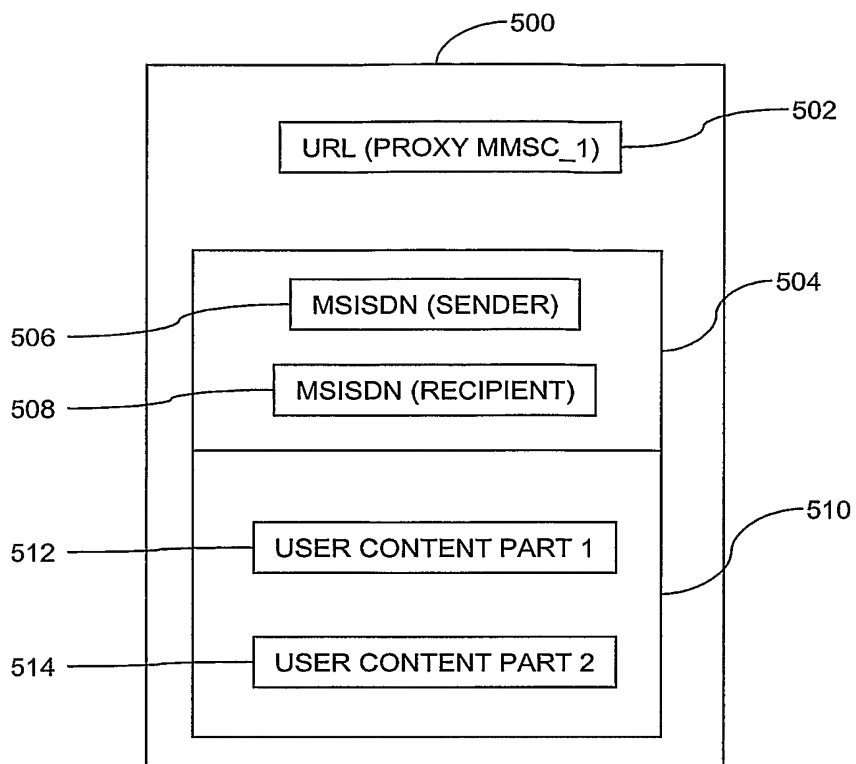 500
502
URL (PROXY MMSC_1)
504
506
MSISDN (SENDER)
508
MSISDN (RECIPIENT)
510
512
USER CONTENT PART 1
514
USER CONTENT PART 2